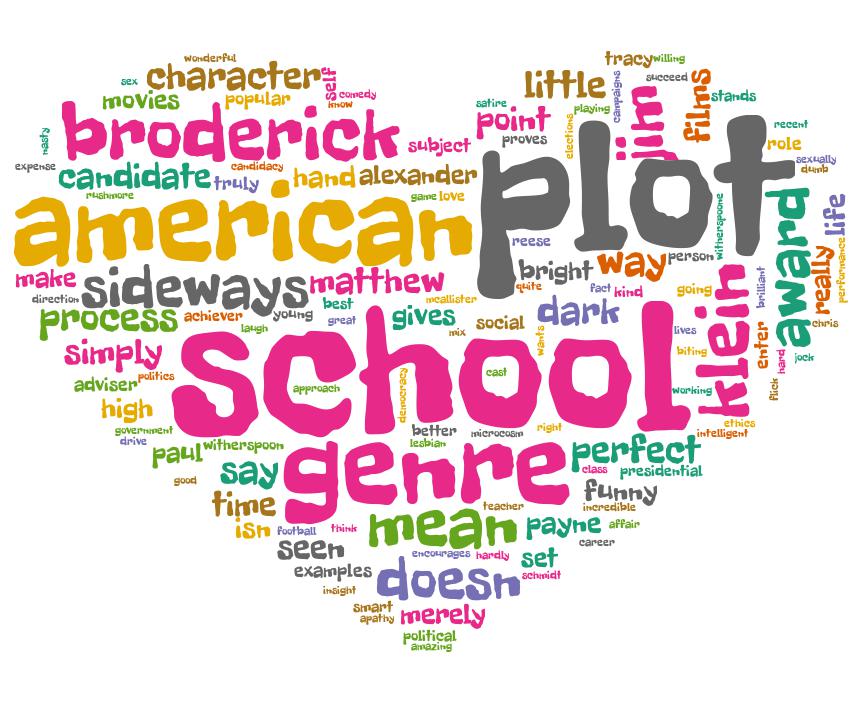 wonderful
tracy willing
sex character self comedy little campaigns succeed films
movies popular know satire playing jim stands
nasty broderick subject point proves elections plot recent
role
expense candidacy sexually
candidate truly hand alexander dumb
rushmore game love
american reese witherspoone award life
make sideways matthew quite bright way person
direction young best mcallister fact kind going brilliant really performance
process achiever great gives social dark
laugh mix wants lives enter chris
simply school klein biting hard jock
adviser politics approach democracy cast working flick
high
government better microcosm right ethics
drive lesbian intelligent
paul witherspoon genre perfect
say class presidential
good
time teacher funny
incredible
isn football think mean payne affair
seen encourages hardly set career
examples doesn schmidt
insight
smart
apathy merely
political
amazing